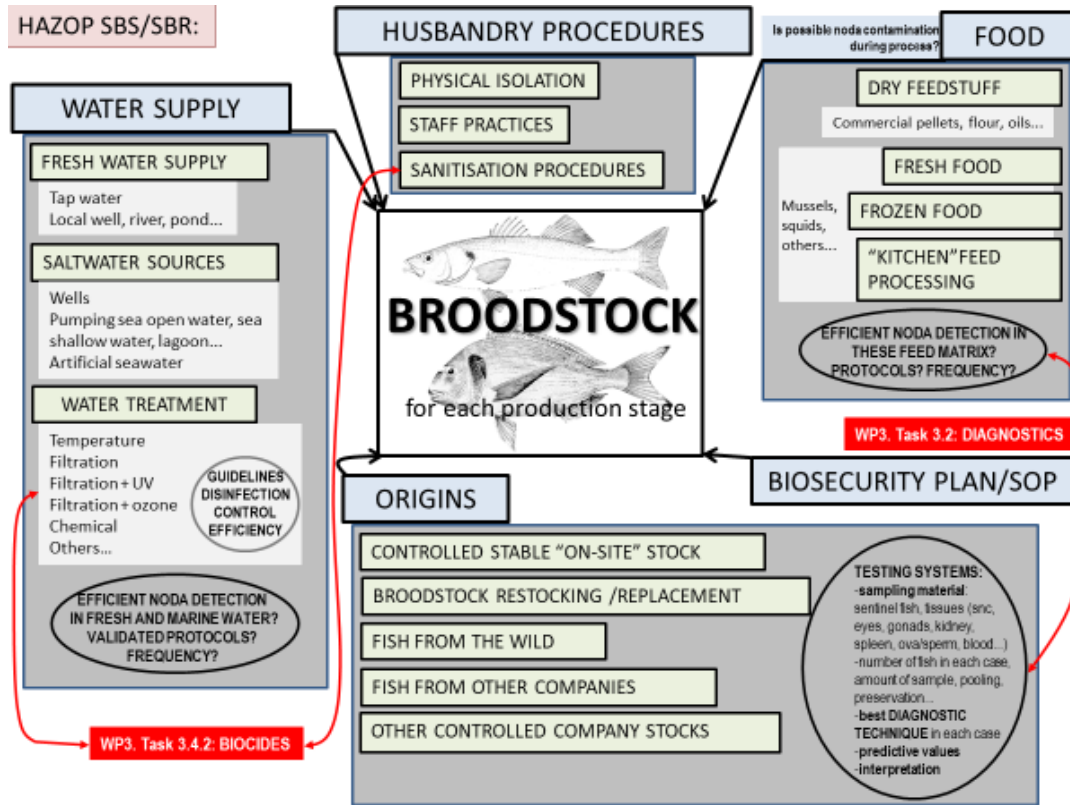 HAZOP SBS/SBR:
HUSBANDRY PROCEDURES
PHYSICAL ISOLATION
STAFF PRACTICES
SANITISATION PROCEDURES
Is possible noda contamination
during process?
FOOD
DRY FEEDSTUFF
Commercial pellets, flour, oils...
FRESH FOOD
FROZEN FOOD
"KITCHEN"FEED
PROCESSING
Mussels,
squids,
others...
EFFICIENT NODA DETECTION IN
THESE FEED MATRIX?
PROTOCOLS? FREQUENCY?
WP3. Task 3.2: DIAGNOSTICS
WATER SUPPLY
FRESH WATER SUPPLY
Tap water
Local well, river, pond...
SALTWATER SOURCES
Wells
Pumping sea open water, sea
shallow water, lagoon...
Artificial seawater
WATER TREATMENT
Temperature
Filtration
Filtration + UV
Filtration + ozone
Chemical
Others...
GUIDELINES
DISINFECTION
CONTROL
EFFICIENCY
EFFICIENT NODA DETECTION
IN FRESH AND MARINE WATER?
VALIDATED PROTOCOLS?
FREQUENCY?
WP3. Task 3.4.2: BIOCIDES
BROODSTOCK
for each production stage
ORIGINS
CONTROLLED STABLE "ON-SITE" STOCK
BROODSTOCK RESTOCKING /REPLACEMENT
FISH FROM THE WILD
FISH FROM OTHER COMPANIES
OTHER CONTROLLED COMPANY STOCKS
BIOSECURITY PLAN/SOP
TESTING SYSTEMS:
-sampling material:
sentinel fish, tissues (snc,
eyes, gonads, kidney,
spleen, ova/sperm, blood...)
-number of fish in each case,
amount of sample, pooling,
preservation...
-best DIAGNOSTIC
TECHNIQUE in each case
-predictive values
-interpretation